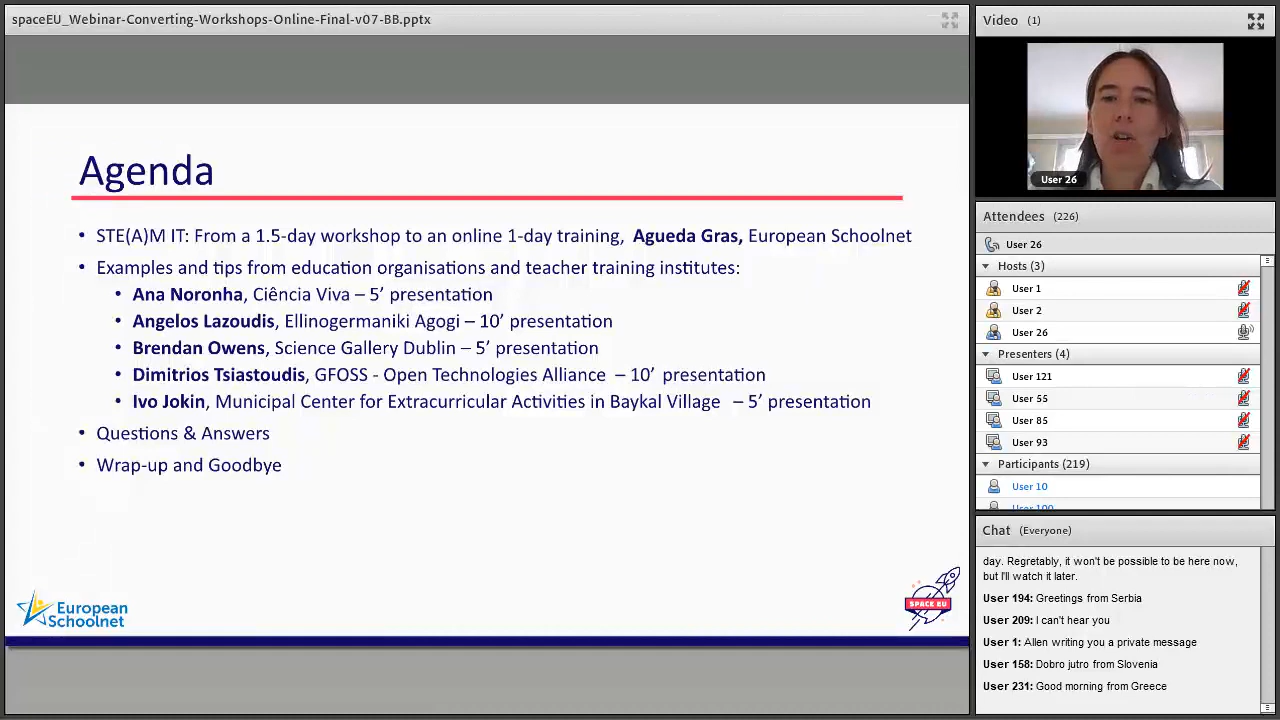 spaceEU_Webinar-Converting-Workshops-Online-Final-v07-BB.pptx
Agenda
• STE(A)M IT: From a 1.5-day workshop to an online 1-day training, Agueda Gras, European Schoolnet
• Examples and tips from education organisations and teacher training institutes:
• Ana Noronha, Ciência Viva – 5’ presentation
• Angelos Lazoudis, Ellinogermaniki Agogi – 10’ presentation
• Brendan Owens, Science Gallery Dublin – 5’ presentation
• Dimitrios Tsiastoudis, GFOSS - Open Technologies Alliance – 10’ presentation
• Ivo Jokin, Municipal Center for Extracurricular Activities in Baykal Village – 5’ presentation
• Questions & Answers
• Wrap-up and Goodbye
European
Schoolnet
SPACE EU
Video (1)
User 26
Attendees (226)
User 26
Hosts (3)
User 1
User 2
User 26
Presenters (4)
User 121
User 55
User 85
User 93
Participants (219)
User 10
User 100
Chat (Everyone)
day. Regretably, it won't be possible to be here now,
but I'll watch it later.
User 194: Greetings from Serbia
User 209: I can't hear you
User 1: Allen writing you a private message
User 158: Dobro jutro from Slovenia
User 231: Good morning from Greece